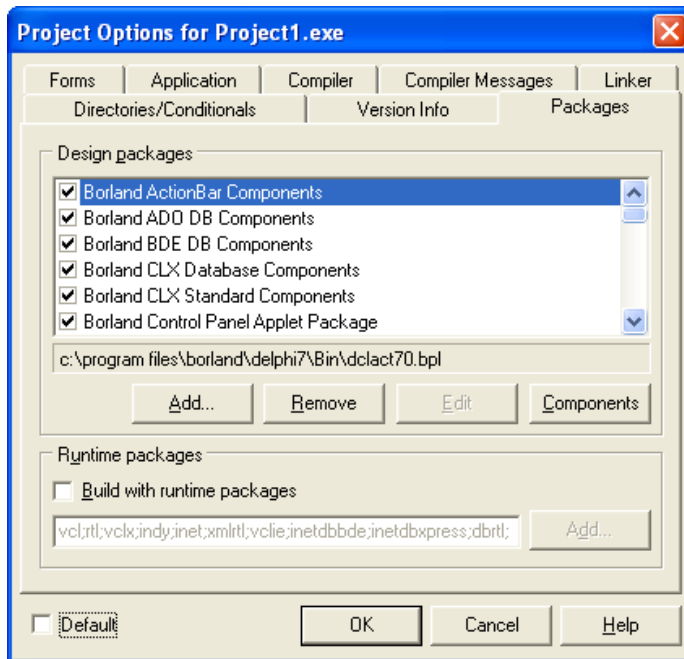 Project Options for Project1.exe
Forms Application Compiler Compiler Messages Linker
Directories/Conditionals Version Info Packages
Design packages
Borland ActionBar Components
Borland ADO DB Components
Borland BDE DB Components
Borland CLX Database Components
Borland CLX Standard Components
Borland Control Panel Applet Package
c:\program files\borland\delphi7\Bin\dclact70.bpl
Add... Remove Edit Components
Runtime packages
Build with runtime packages
vcl;rtl;vclx;indy;inet;xmlrtl;vclie;inetdbbde;inetdbxpress;dbrtl; Add...
Default OK Cancel Help